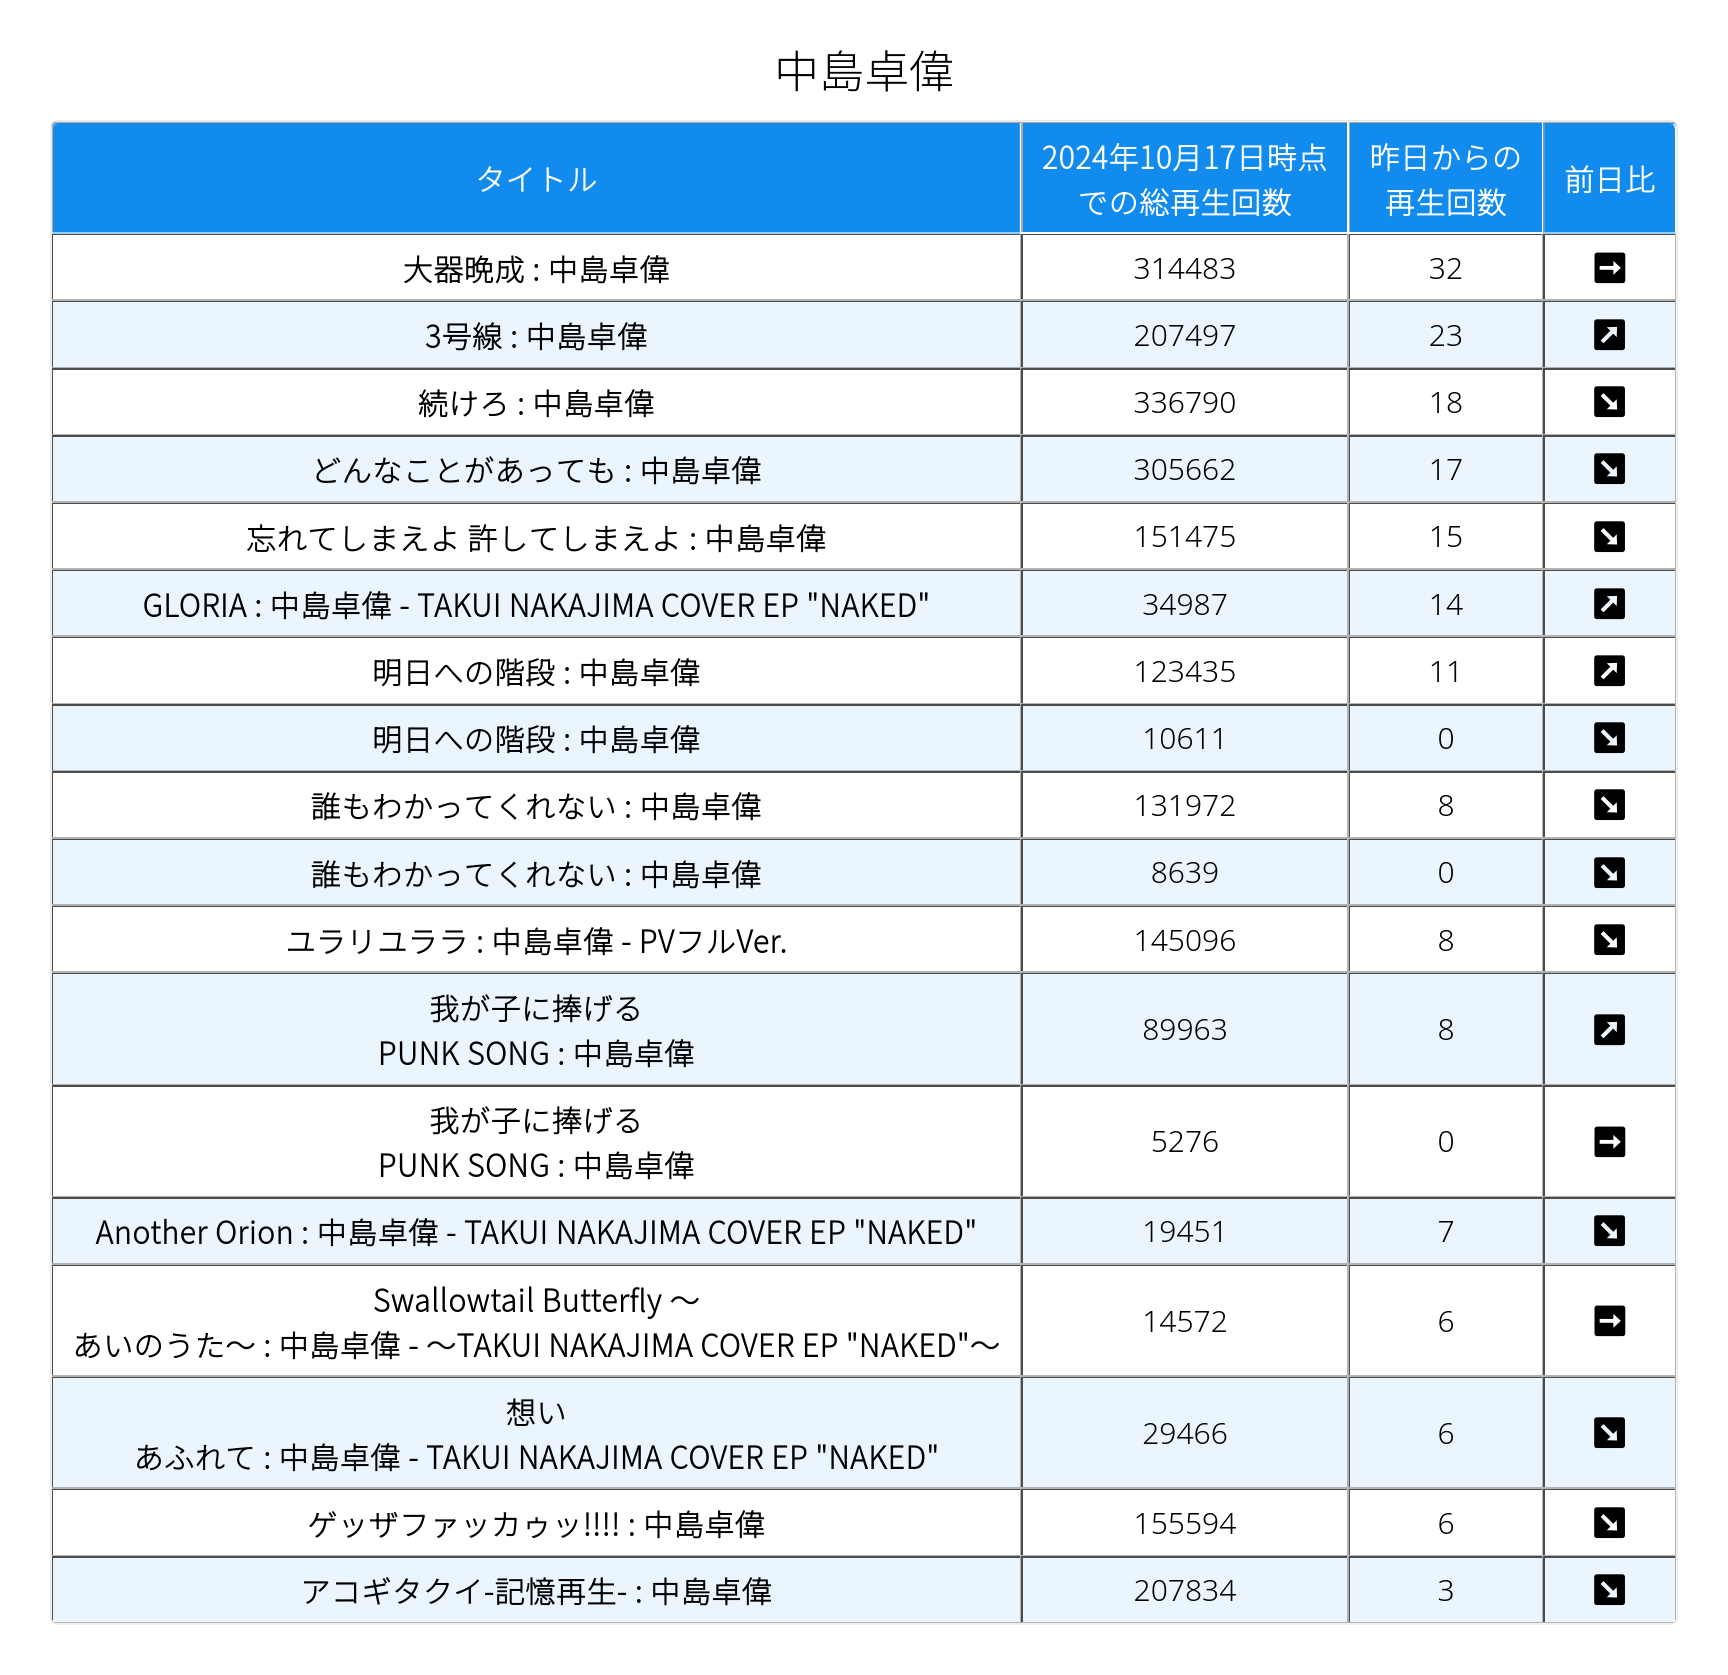 中島卓偉
タイトル
2024年10月17日時点
での総再生回数
昨日からの
再生回数
前日比
大器晩成 : 中島卓偉 314483 32 ➡
3号線 : 中島卓偉 207497 23 ↗
続けろ : 中島卓偉 336790 18 ↘
どんなことがあっても : 中島卓偉 305662 17 ↘
忘れてしまえよ 許してしまえよ : 中島卓偉 151475 15 ↘
GLORIA : 中島卓偉 - TAKUI NAKAJIMA COVER EP "NAKED" 34987 14 ↗
明日への階段 : 中島卓偉 123435 11 ↗
明日への階段 : 中島卓偉 10611 0 ↘
誰もわかってくれない : 中島卓偉 131972 8 ↘
誰もわかってくれない : 中島卓偉 8639 0 ↘
ユラリユララ : 中島卓偉 - PVフルVer. 145096 8 ↘
我が子に捧げる
PUNK SONG : 中島卓偉 89963 8 ↗
我が子に捧げる
PUNK SONG : 中島卓偉 5276 0 ➡
Another Orion : 中島卓偉 - TAKUI NAKAJIMA COVER EP "NAKED" 19451 7 ↘
Swallowtail Butterfly ～
あいのうた～ : 中島卓偉 - ～TAKUI NAKAJIMA COVER EP "NAKED"～ 14572 6 ➡
想い
あふれて : 中島卓偉 - TAKUI NAKAJIMA COVER EP "NAKED" 29466 6 ↘
ゲッザファッカゥッ!!!! : 中島卓偉 155594 6 ↘
アコギタクイ-記憶再生- : 中島卓偉 207834 3 ↘